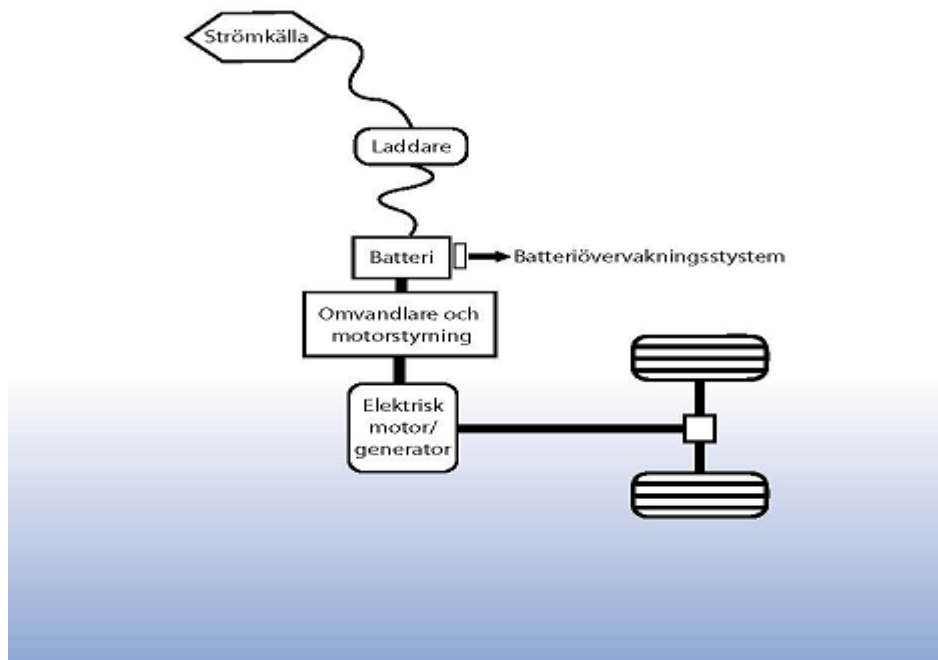 Strömkälla
Laddare
Batteri
Batteriövervakningsstystem
Omvandlare och
motorstyrning
Elektrisk
motor/
generator